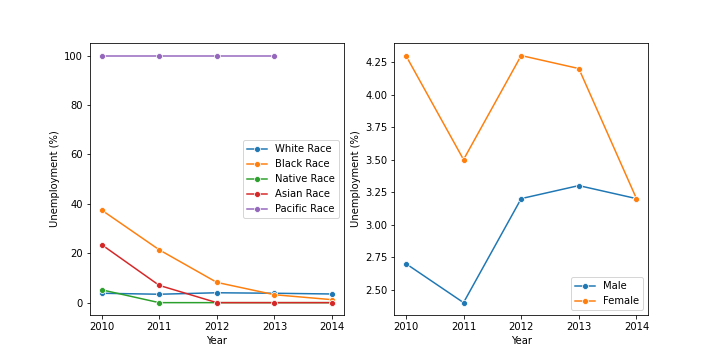 100
80
60
40
20
0
Unemployment (%)
2010 2011 2012 2013 2014
Year
White Race
Black Race
Native Race
Asian Race
Pacific Race
4.25
4.00
3.75
3.50
3.25
3.00
2.75
2.50
Unemployment (%)
2010 2011 2012 2013 2014
Year
Male
Female